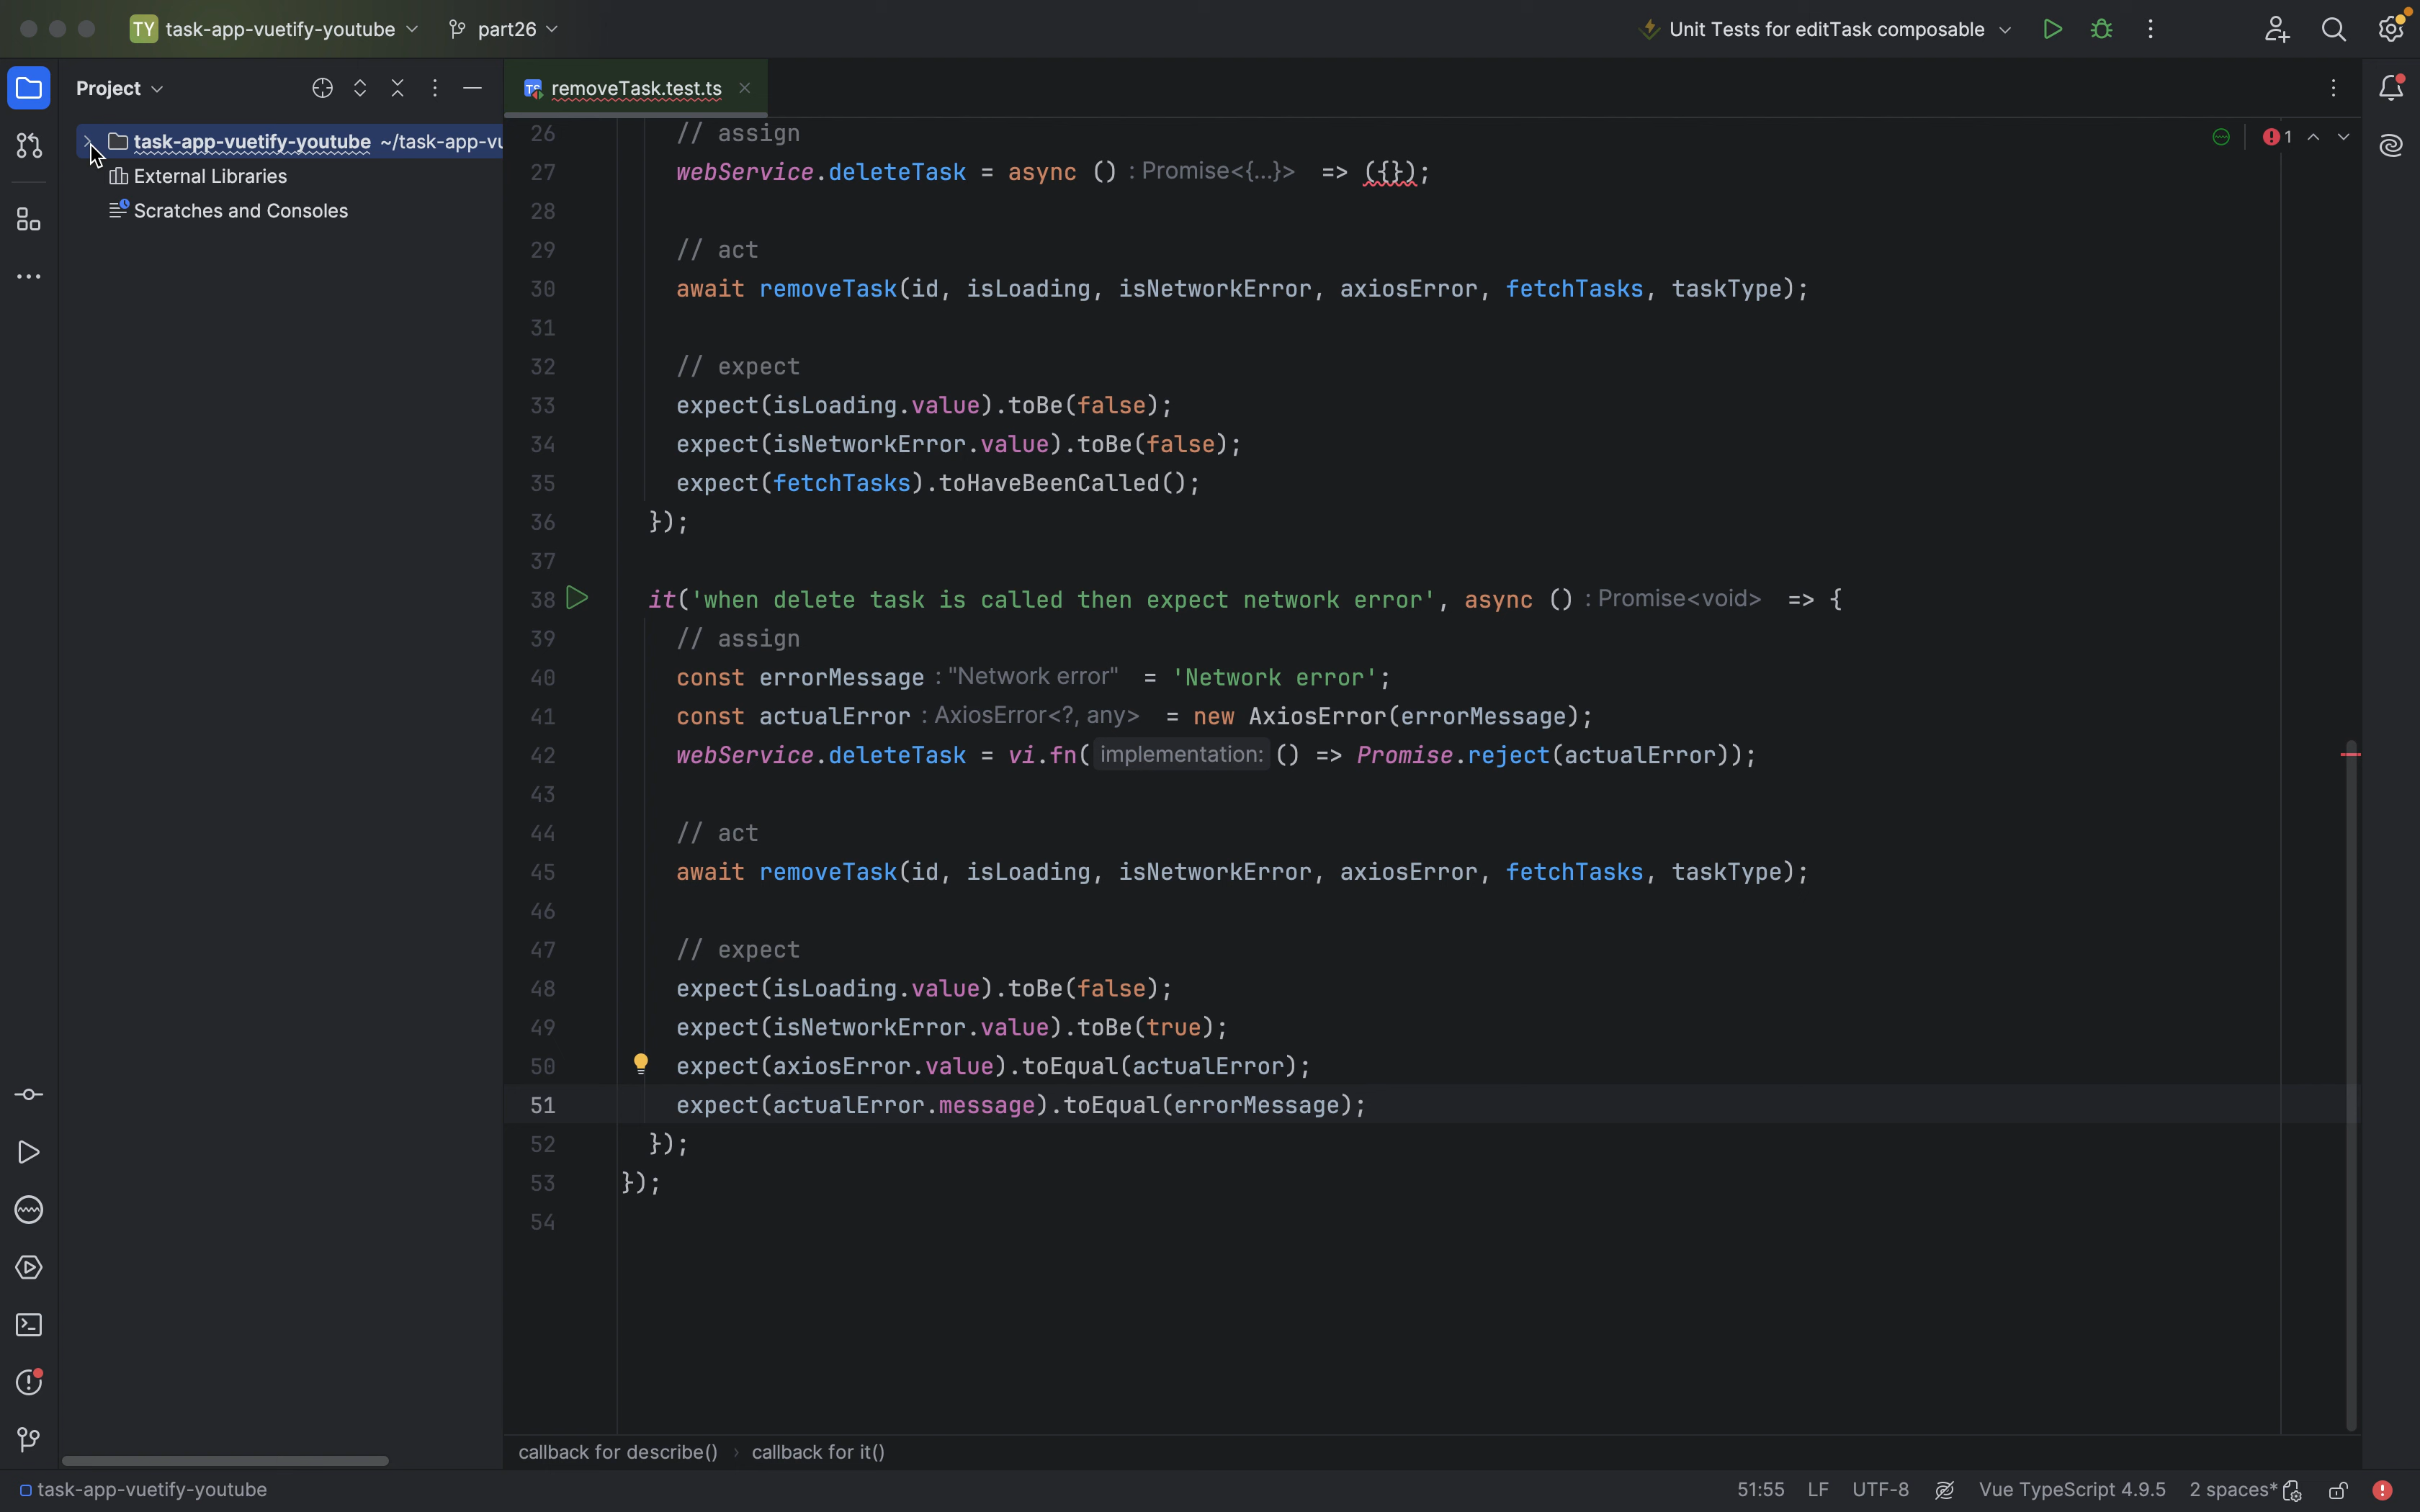 TY task-app-vuetify-youtube part26 Unit Tests for editTask composable
Project
removeTask.test.ts
task-app-vuetify-youtube ~/task-app-vu
External Libraries
Scratches and Consoles
1
26 // assign
27 webService.deleteTask = async () : Promise<{...}> => ({});
28
29 // act
30 await removeTask(id, isLoading, isNetworkError, axiosError, fetchTasks, taskType);
31
32 // expect
33 expect(isLoading.value).toBe(false);
34 expect(isNetworkError.value).toBe(false);
35 expect(fetchTasks).toHaveBeenCalled();
36 });
37
38 it('when delete task is called then expect network error', async () : Promise<void> => {
39 // assign
40 const errorMessage : "Network error" = 'Network error';
41 const actualError : AxiosError<?, any> = new AxiosError(errorMessage);
42 webService.deleteTask = vi.fn( implementation: () => Promise.reject(actualError));
43
44 // act
45 await removeTask(id, isLoading, isNetworkError, axiosError, fetchTasks, taskType);
46
47 // expect
48 expect(isLoading.value).toBe(false);
49 expect(isNetworkError.value).toBe(true);
50 expect(axiosError.value).toEqual(actualError);
51 expect(actualError.message).toEqual(errorMessage);
52 });
53 });
54
callback for describe() › callback for it()
task-app-vuetify-youtube 51:55 LF UTF-8 Vue TypeScript 4.9.5 2 spaces*